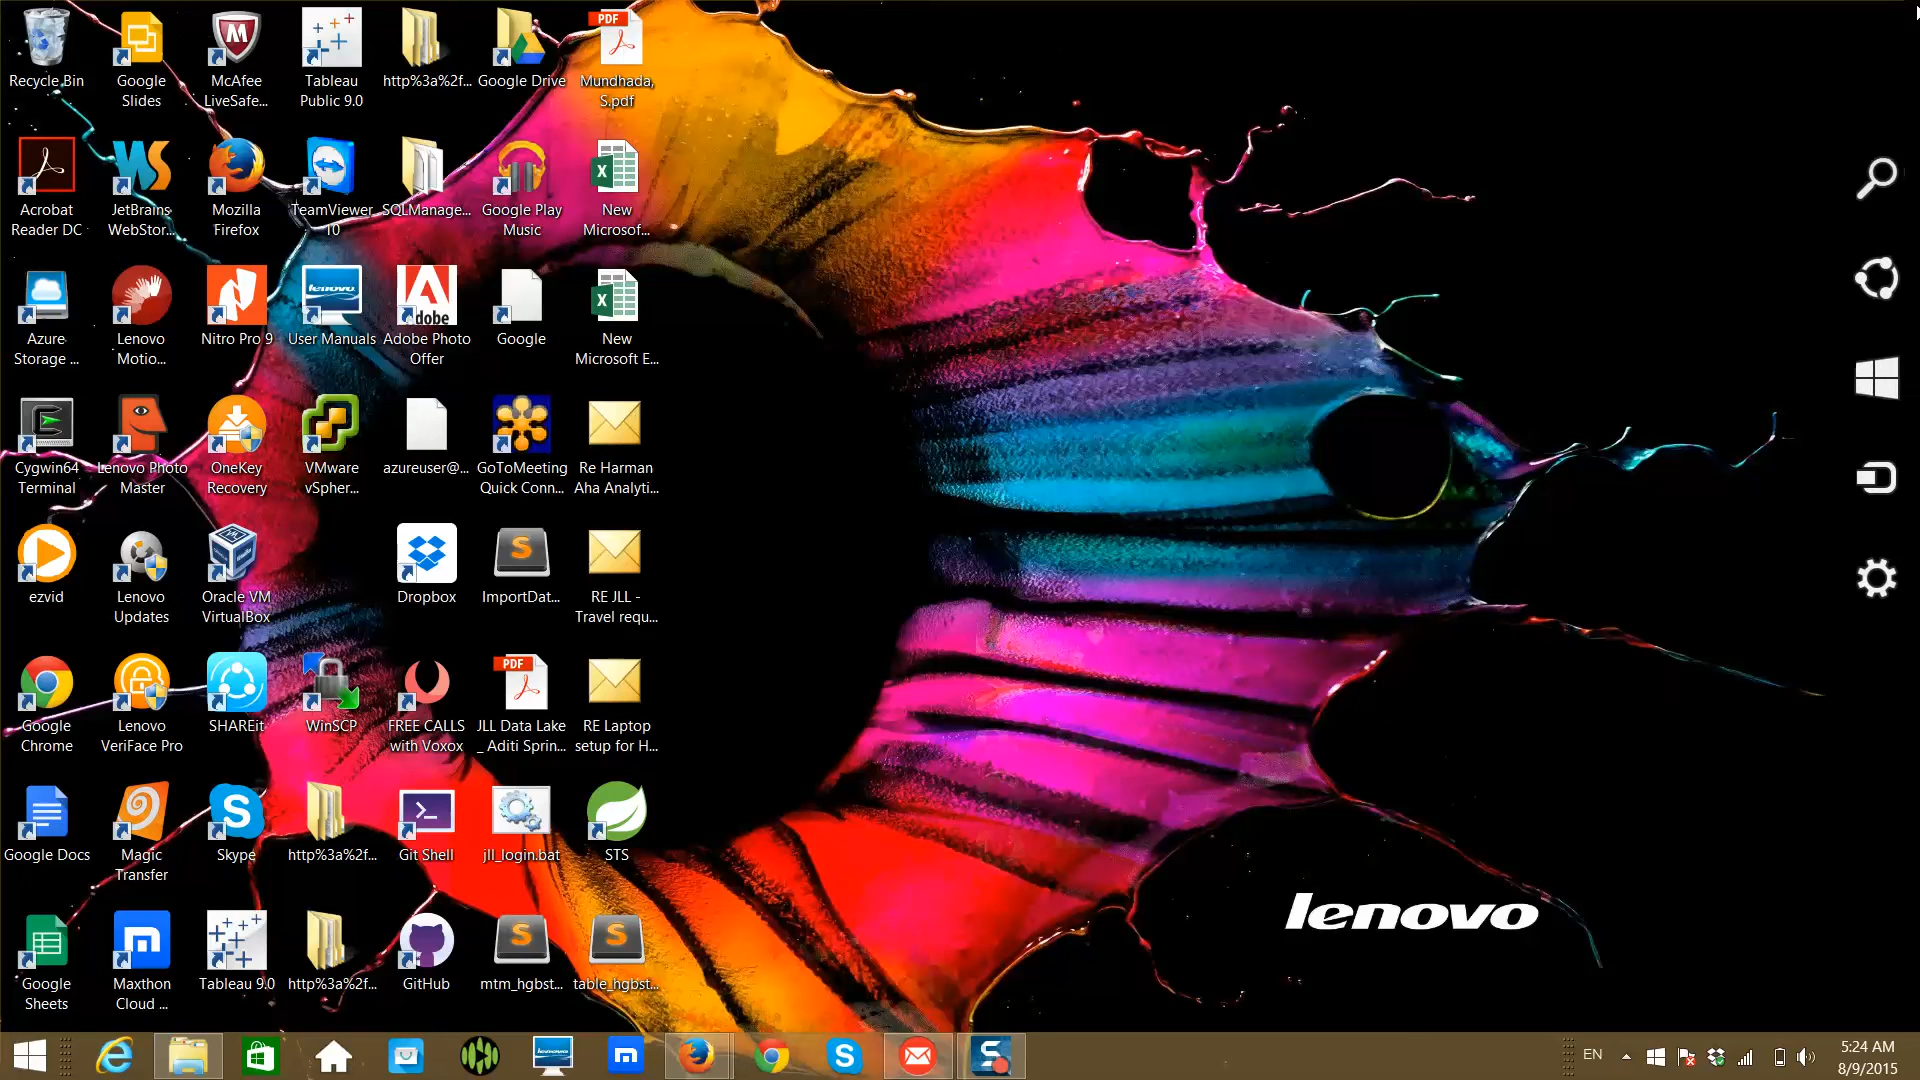 Recycle Bin
Google
Slides
McAfee
LiveSafe...
Tableau
Public 9.0
http%3a%2f...
Google Drive
PDF
Mundhada,
S.pdf
Acrobat
Reader DC
WS
JetBrains
WebStor...
Mozilla
Firefox
TeamViewer
10
SQLManage...
Google Play
Music
New
Microsof...
Azure
Storage ...
Lenovo
Motio...
Nitro Pro 9
lenovo
User Manuals
Adobe
Adobe Photo
Offer
Google
New
Microsoft E...
Cygwin64
Terminal
Lenovo Photo
Master
OneKey
Recovery
VMware
vSpher...
azureuser@...
GoToMeeting
Quick Conn...
Re Harman
Aha Analyti...
ezvid
Lenovo
Updates
Oracle VM
VirtualBox
Dropbox
ImportDat...
RE JLL -
Travel requ...
Google
Chrome
Lenovo
VeriFace Pro
SHAREit
WinSCP
FREE CALLS
with Voxox
PDF
JLL Data Lake
_ Aditi Sprin...
RE Laptop
setup for H...
Google Docs
Magic
Transfer
Skype
http%3a%2f...
Git Shell
jll_login.bat
STS
Google
Sheets
Maxthon
Cloud ...
Tableau 9.0
http%3a%2f...
GitHub
mtm_hgbst...
table_hgbst...
lenovo
EN
5:24 AM
8/9/2015